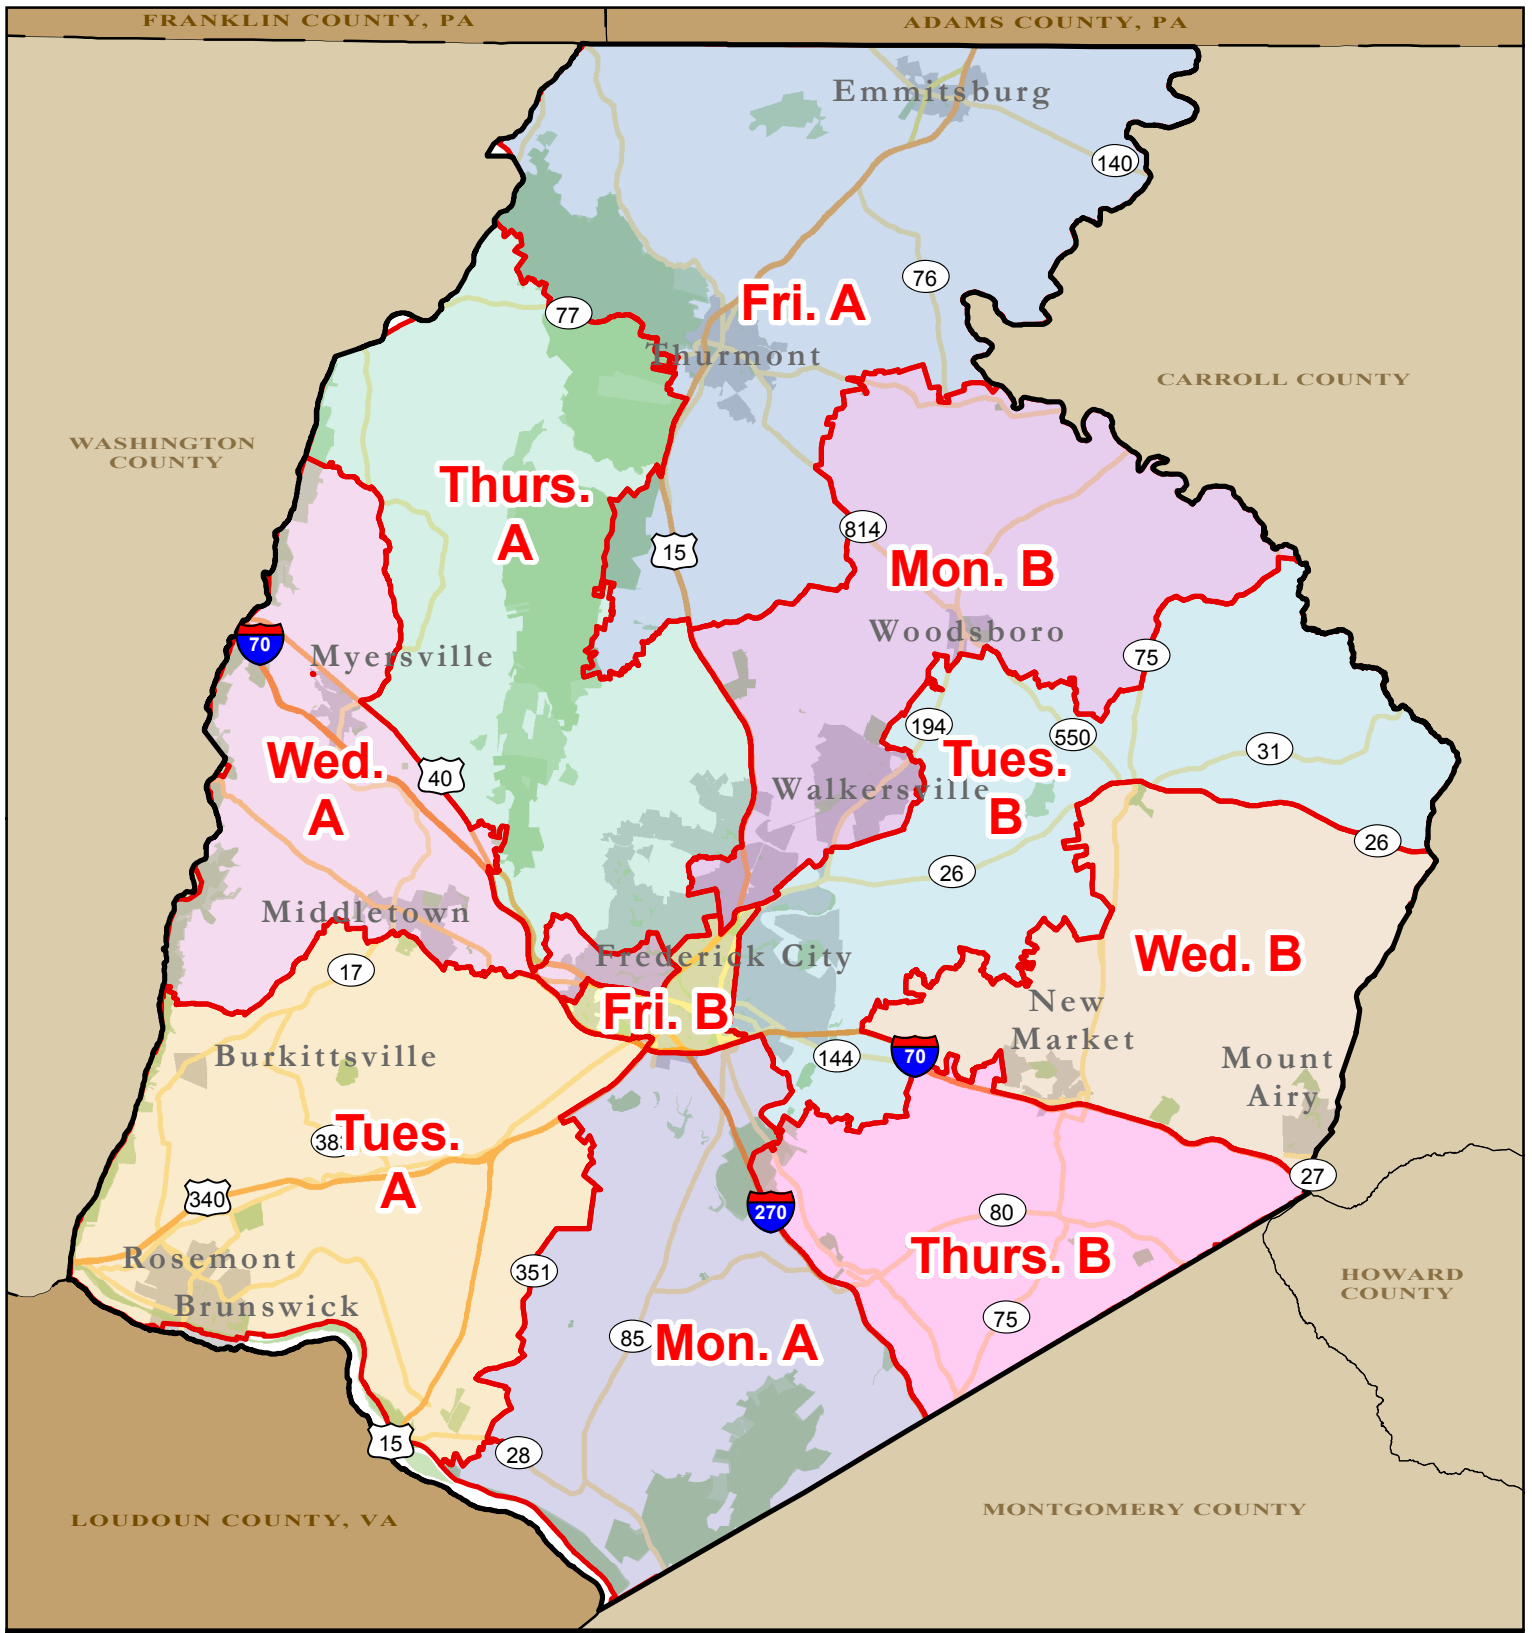 FRANKLIN COUNTY, PA
ADAMS COUNTY, PA
Emmitsburg
140
76
Fri. A
77
Thurmont
CARROLL COUNTY
WASHINGTON
COUNTY
Thurs.
A
814
15
Mon. B
Woodsboro
70
Myersville
75
194
550
31
Wed.
A
40
Tues.
B
Walkersville
26
26
Middletown
Frederick City
Wed. B
17
Fri. B
New
Market
Burkittsville
144
70
Mount
Airy
383
Tues.
A
27
340
270
80
Rosemont
351
Thurs. B
HOWARD
COUNTY
Brunswick
85
Mon. A
75
15
28
MONTGOMERY COUNTY
LOUDOUN COUNTY, VA